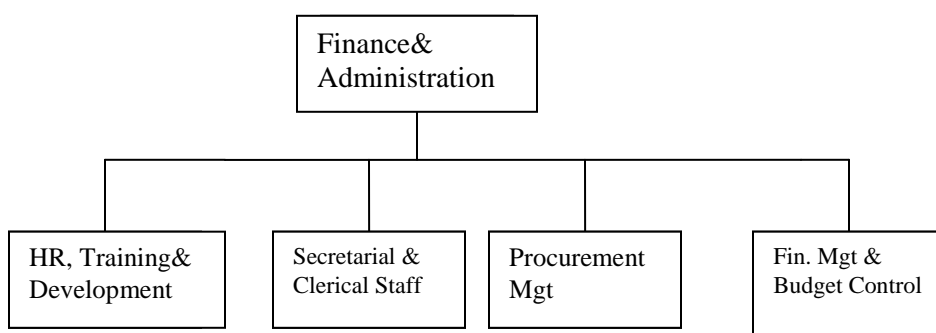 Finance&
Administration
HR, Training&
Development
Secretarial &
Clerical Staff
Procurement
Mgt
Fin. Mgt &
Budget Control